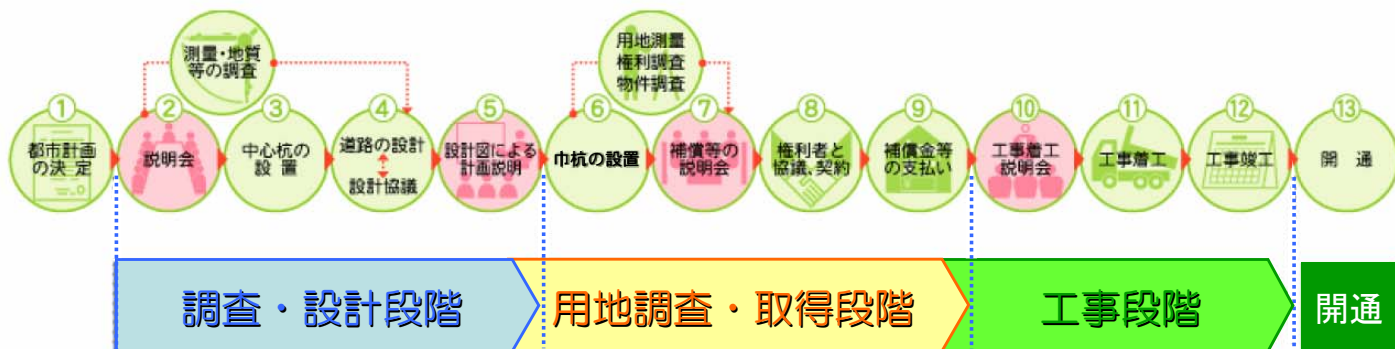 測量・地質
等の調査
用地測量
権利調査
物件調査
①
都市計画
の決定
②
説明会
③
中心杭の
設置
④
道路の設計
設計協議
⑤
設計図による
計画説明
⑥
巾杭の設置
⑦
補償等の
説明会
⑧
権利者と
協議、契約
⑨
補償金等
の支払い
⑩
工事着工
説明会
⑪
工事着工
⑫
工事竣工
⑬
開通
調査・設計段階
用地調査・取得段階
工事段階
開通